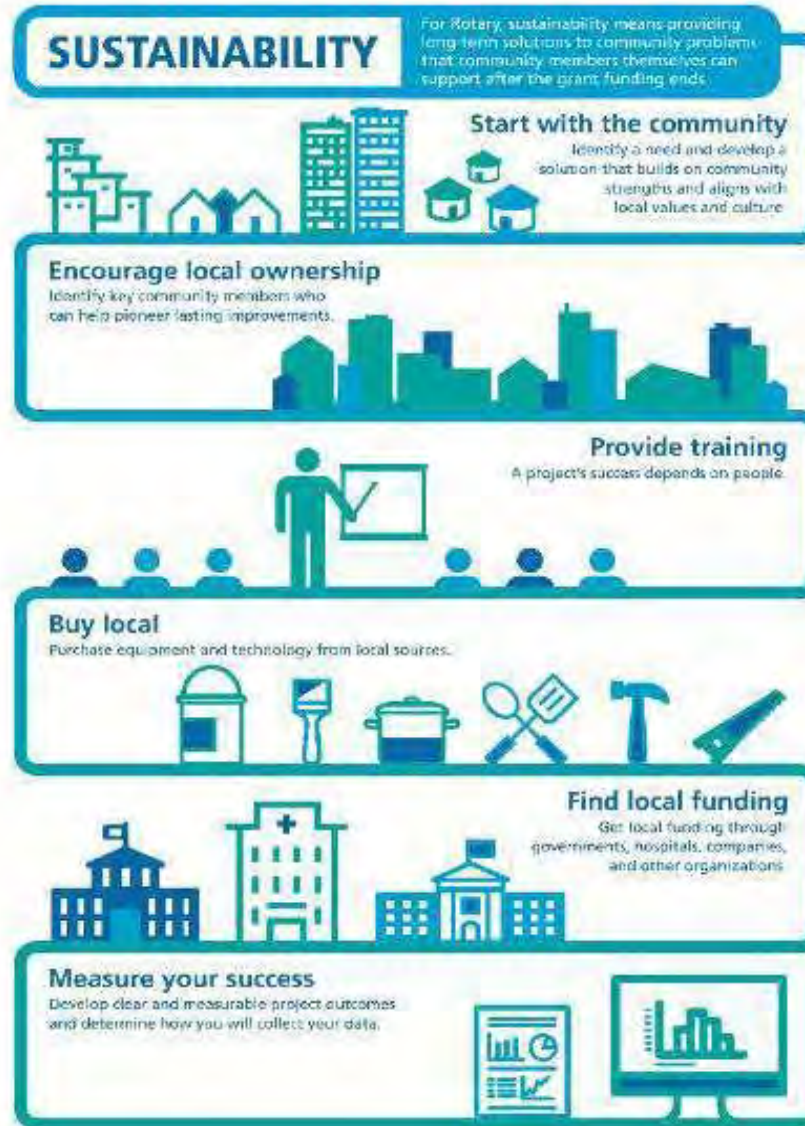 SUSTAINABILITY
For Rotary, sustainability means providing
long-term solutions to community problems
that community members themselves can
support after the grant funding ends.
Start with the community
Identify a need and develop a
solution that builds on community
strengths and aligns with
local values and culture.
Encourage local ownership
Identify key community members who
can help pioneer lasting improvements.
Provide training
A project's success depends on people.
Buy local
Purchase equipment and technology from local sources.
Find local funding
Get local funding through
governments, hospitals, companies,
and other organizations.
Measure your success
Develop clear and measurable project outcomes
and determine how you will collect your data.